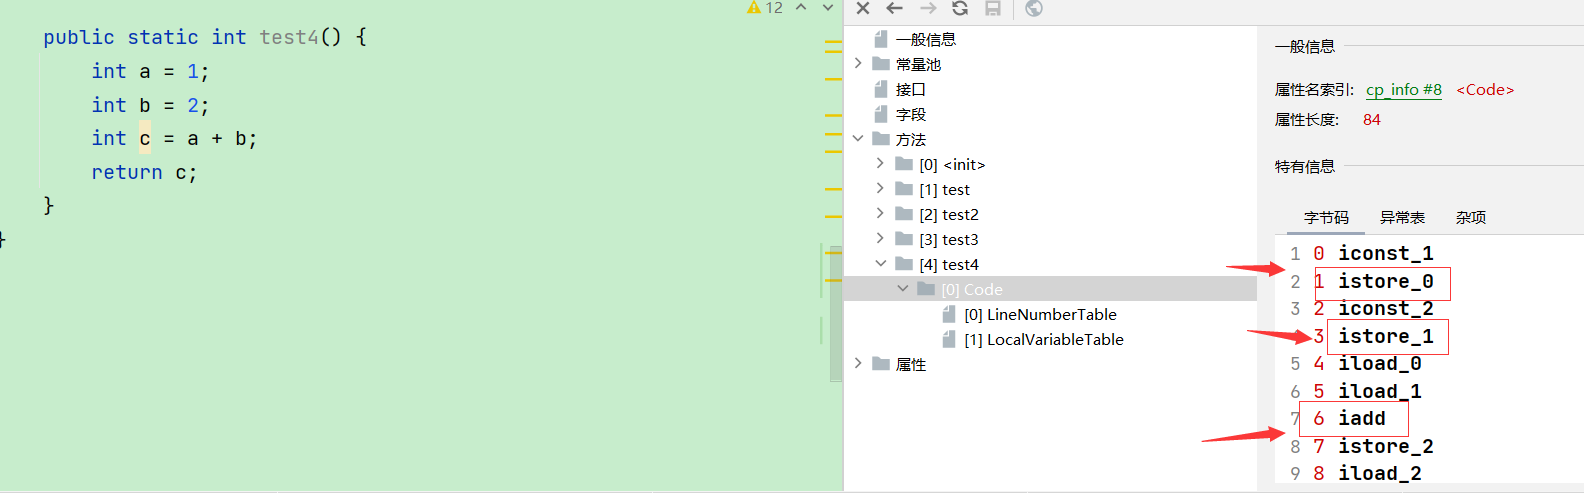 12
public static int test4() {
int a = 1;
int b = 2;
int c = a + b;
return c;
}
}
一般信息
常量池
接口
字段
方法
[0] <init>
[1] test
[2] test2
[3] test3
[4] test4
[0] Code
[0] LineNumberTable
[1] LocalVariableTable
属性
一般信息
属性名索引: cp_info #8 <Code>
属性长度: 84
特有信息
字节码 异常表 杂项
1 0 iconst_1
2 1 istore_0
3 2 iconst_2
3 istore_1
5 4 iload_0
6 5 iload_1
7 6 iadd
8 7 istore_2
9 8 iload_2